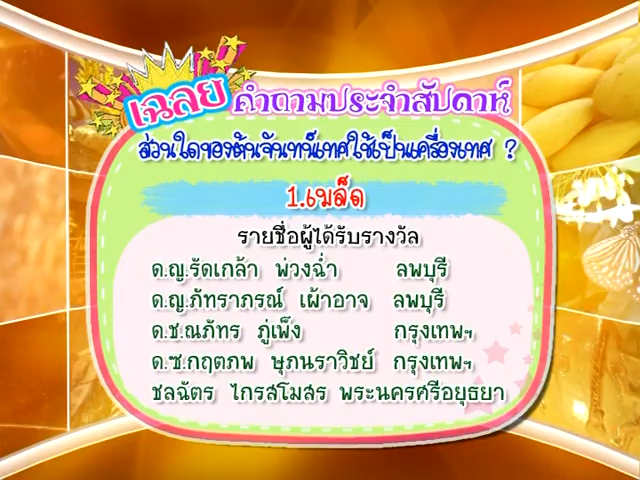 เฉลย คำถามประจำสัปดาห์
ส่วนใดของต้นจันทน์เทศใช้เป็นเครื่องเทศ ?
1.เมล็ด
รายชื่อผู้ได้รับรางวัล
ด.ญ.รัดเกล้า พ่วงฉ่ำ ลพบุรี
ด.ญ.ภัทราภรณ์ เผ้าอาจ ลพบุรี
ด.ช.ณภัทร ภู่เพ็ง กรุงเทพฯ
ด.ช.กฤตภพ ษุภนราวิชย์ กรุงเทพฯ
ชลฉัตร ไกรสโมสร พระนครศรีอยุธยา